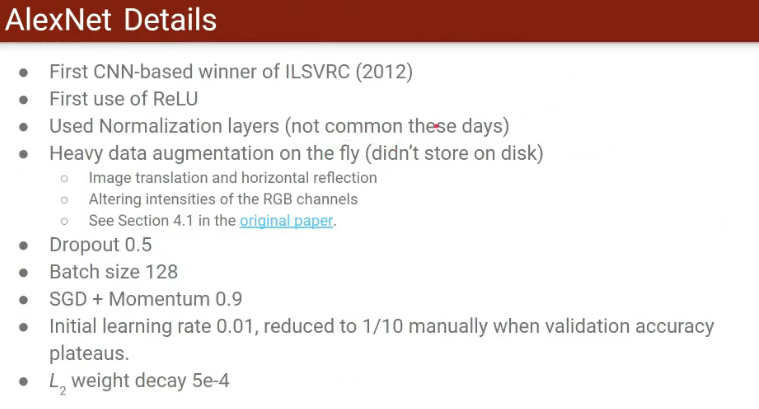 AlexNet Details
● First CNN-based winner of ILSVRC (2012)
● First use of ReLU
● Used Normalization layers (not common these days)
● Heavy data augmentation on the fly (didn't store on disk)
○ Image translation and horizontal reflection
○ Altering intensities of the RGB channels
○ See Section 4.1 in the original paper.
● Dropout 0.5
● Batch size 128
● SGD + Momentum 0.9
● Initial learning rate 0.01, reduced to 1/10 manually when validation accuracy
plateaus.
● L2 weight decay 5e-4